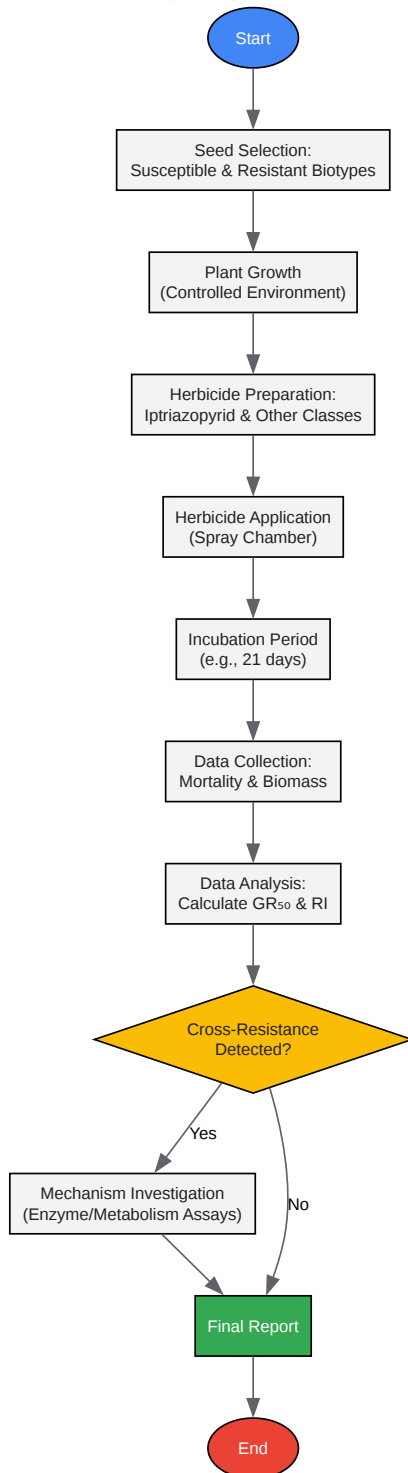 Start
Seed Selection:
Susceptible & Resistant Biotypes
Plant Growth
(Controlled Environment)
Herbicide Preparation:
Iptriazopyrid & Other Classes
Herbicide Application
(Spray Chamber)
Incubation Period
(e.g., 21 days)
Data Collection:
Mortality & Biomass
Data Analysis:
Calculate GR₅₀ & RI
Cross-Resistance
Detected?
Yes
Mechanism Investigation
(Enzyme/Metabolism Assays)
No
Final Report
End